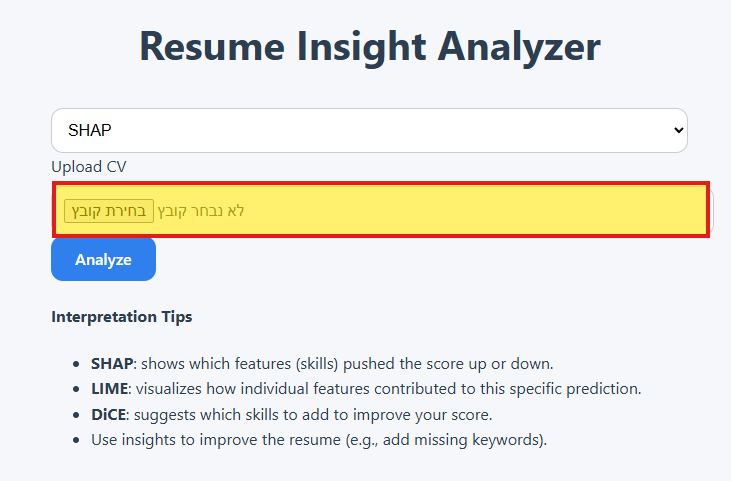 Resume Insight Analyzer
SHAP
Upload CV
בחירת קובץ לא נבחר קובץ
Analyze
Interpretation Tips
SHAP: shows which features (skills) pushed the score up or down.
LIME: visualizes how individual features contributed to this specific prediction.
DiCE: suggests which skills to add to improve your score.
Use insights to improve the resume (e.g., add missing keywords).